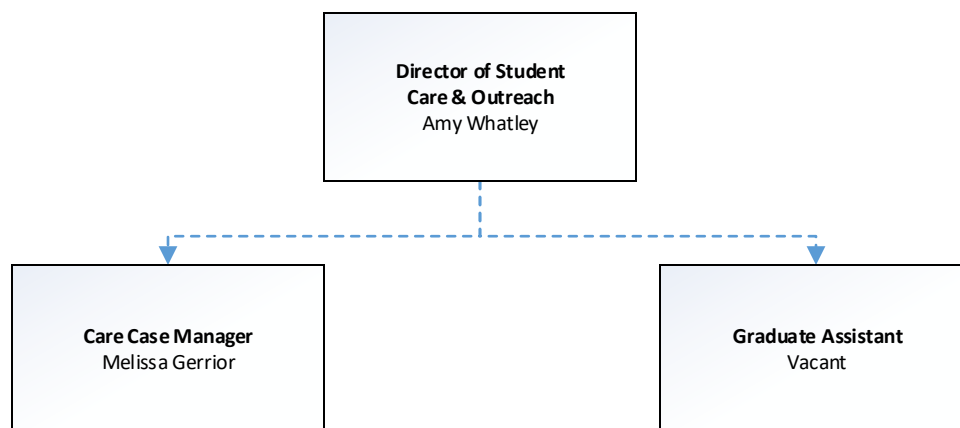 Director of Student
Care & Outreach
Amy Whatley
Care Case Manager
Melissa Gerrior
Graduate Assistant
Vacant